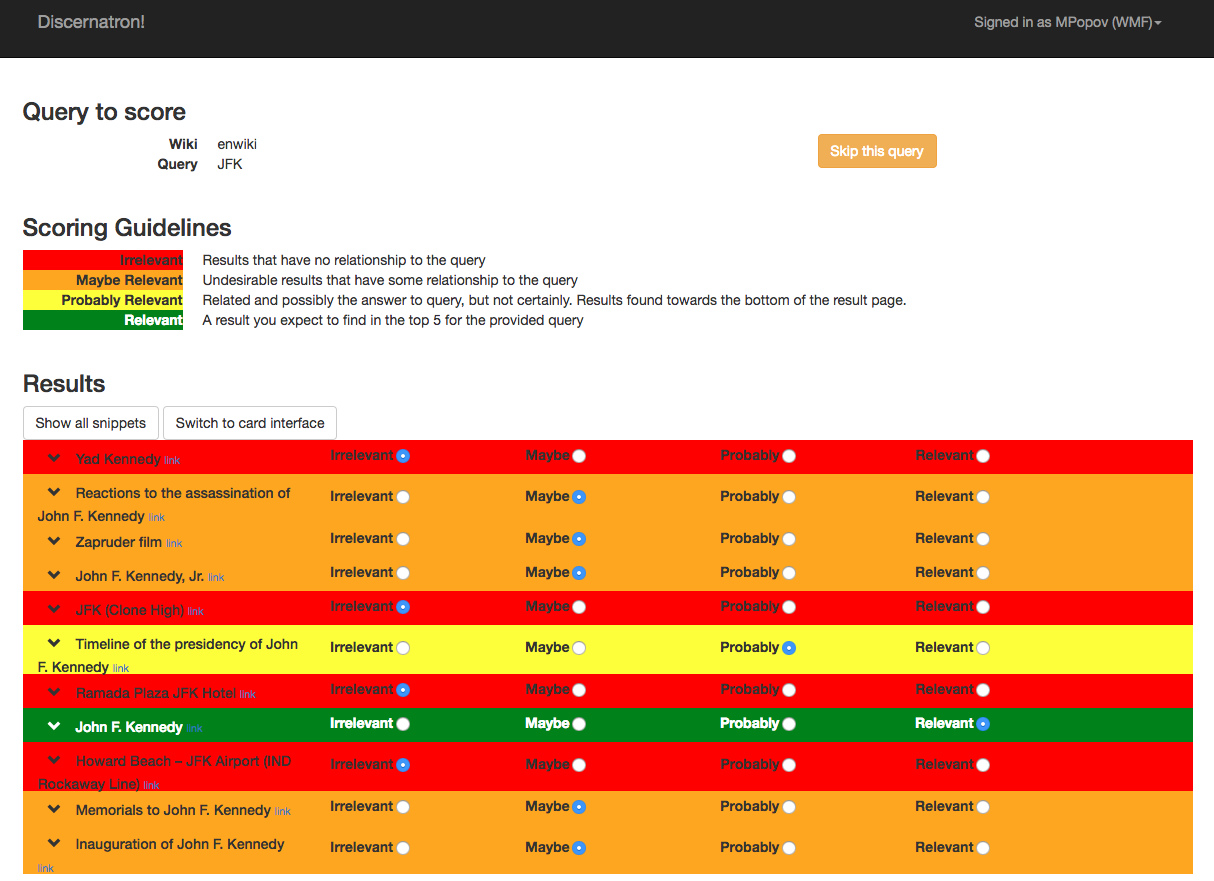 Discernatron!
Signed in as MPopov (WMF)
Query to score
Wiki enwiki
Query JFK
Skip this query
Scoring Guidelines
Irrelevant Results that have no relationship to the query
Maybe Relevant Undesirable results that have some relationship to the query
Probably Relevant Related and possibly the answer to query, but not certainly. Results found towards the bottom of the result page.
Relevant A result you expect to find in the top 5 for the provided query
Results
Show all snippets Switch to card interface
Yad Kennedy link Irrelevant Maybe Probably Relevant
Reactions to the assassination of
John F. Kennedy link Irrelevant Maybe Probably Relevant
Zapruder film link Irrelevant Maybe Probably Relevant
John F. Kennedy, Jr. link Irrelevant Maybe Probably Relevant
JFK (Clone High) link Irrelevant Maybe Probably Relevant
Timeline of the presidency of John
F. Kennedy link Irrelevant Maybe Probably Relevant
Ramada Plaza JFK Hotel link Irrelevant Maybe Probably Relevant
John F. Kennedy link Irrelevant Maybe Probably Relevant
Howard Beach – JFK Airport (IND
Rockaway Line) link Irrelevant Maybe Probably Relevant
Memorials to John F. Kennedy link Irrelevant Maybe Probably Relevant
Inauguration of John F. Kennedy
link Irrelevant Maybe Probably Relevant